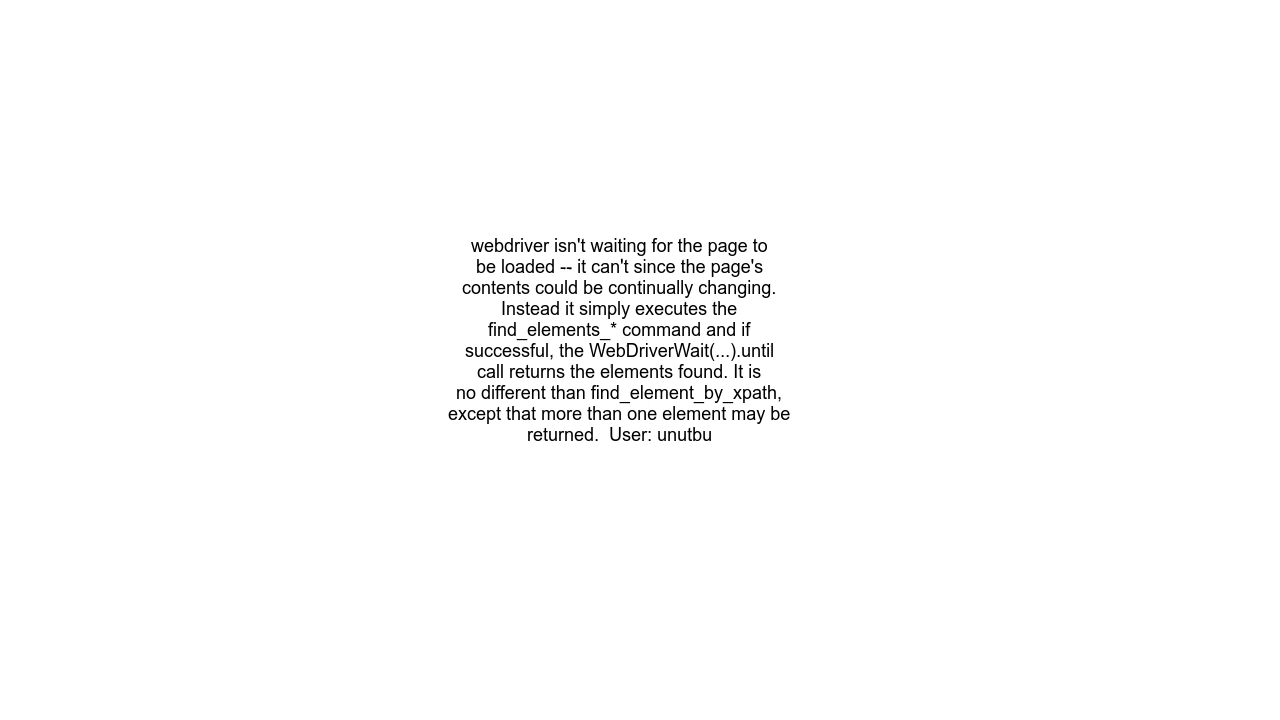 webdriver isn't waiting for the page to
be loaded -- it can't since the page's
contents could be continually changing.
Instead it simply executes the
find_elements_* command and if
successful, the WebDriverWait(...).until
call returns the elements found. It is
no different than find_element_by_xpath,
except that more than one element may be
returned.  User: unutbu